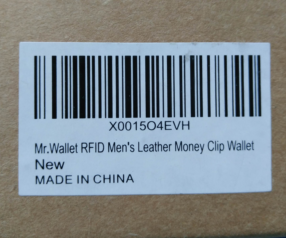 X0015O4EVH
Mr.Wallet RFID Men's Leather Money Clip Wallet
New
MADE IN CHINA